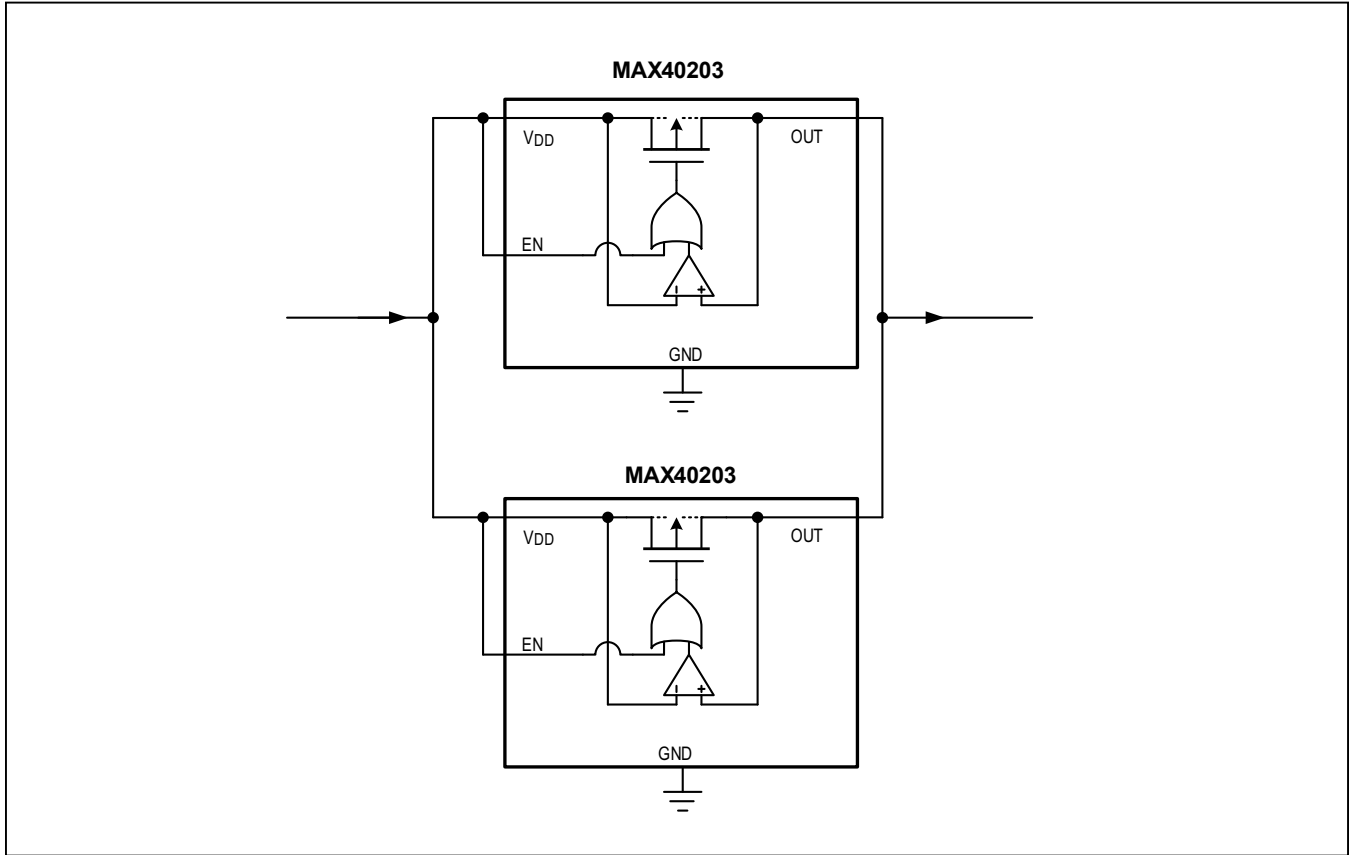 MAX40203
VDD
OUT
EN
- +
GND
MAX40203
VDD
OUT
EN
- +
GND